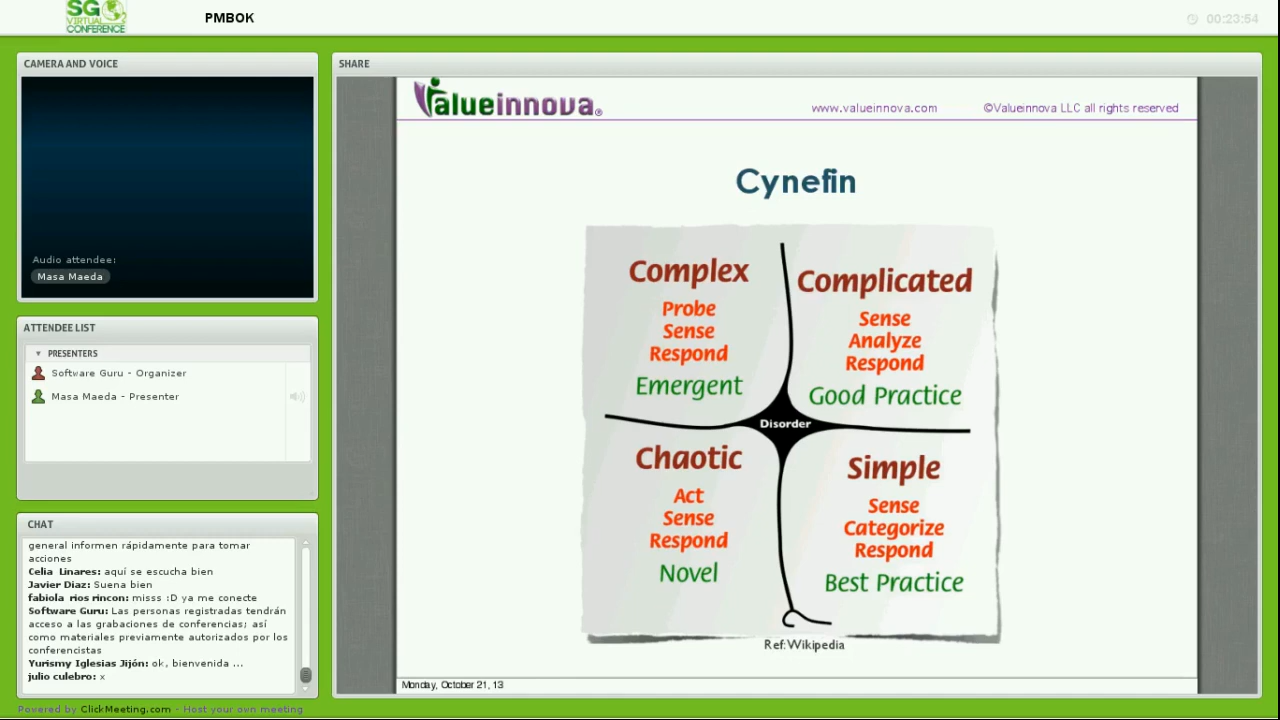 SG
VIRTUAL
CONFERENCE
PMBOK
00:23:54
CAMERA AND VOICE
Audio attendee:
Masa Maeda
ATTENDEE LIST
PRESENTERS
Software Guru - Organizer
Masa Maeda - Presenter
CHAT
general informen rápidamente para tomar
acciones
Celia Linares: aquí se escucha bien
Javier Diaz: Suena bien
fabiola rios rincon: misss :D ya me conecte
Software Guru: Las personas registradas tendrán
acceso a las grabaciones de conferencias; así
como materiales previamente autorizados por los
conferencistas
Yurismy Iglesias Jijón: ok, bienvenida ...
julio culebro: x
Powered by ClickMeeting.com - Host your own meeting
SHARE
Valueinnova®
www.valueinnova.com
©Valueinnova LLC all rights reserved
Cynefin
Complex
Probe
Sense
Respond
Emergent
Complicated
Sense
Analyze
Respond
Good Practice
Disorder
Chaotic
Act
Sense
Respond
Novel
Simple
Sense
Categorize
Respond
Best Practice
Ref:Wikipedia
Monday, October 21, 13